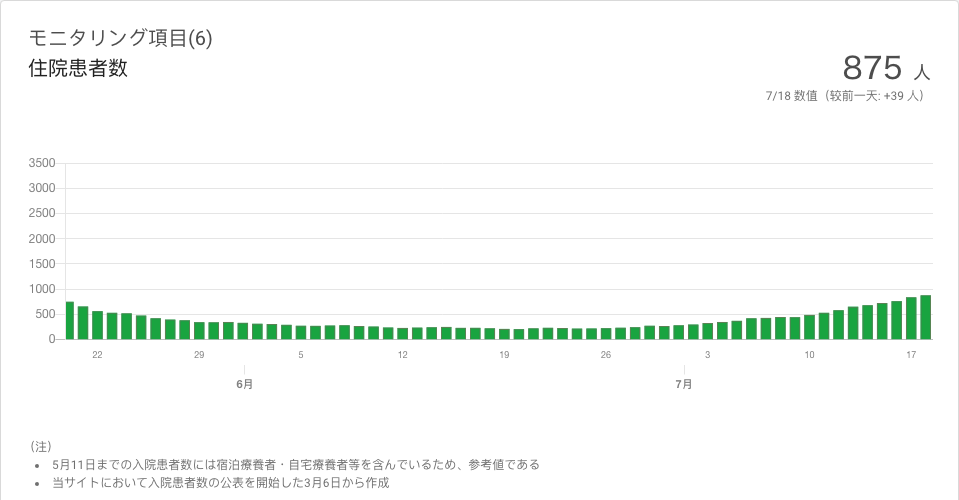 モニタリング項目(6)
住院患者数
875 人
7/18 数值（较前一天: +39 人）
3500
3000
2500
2000
1500
1000
500
0
22 29 5 12 19 26 3 10 17
6月 7月
（注）
• 5月11日までの入院患者数には宿泊療養者・自宅療養者等を含んでいるため、参考値である
• 当サイトにおいて入院患者数の公表を開始した3月6日から作成